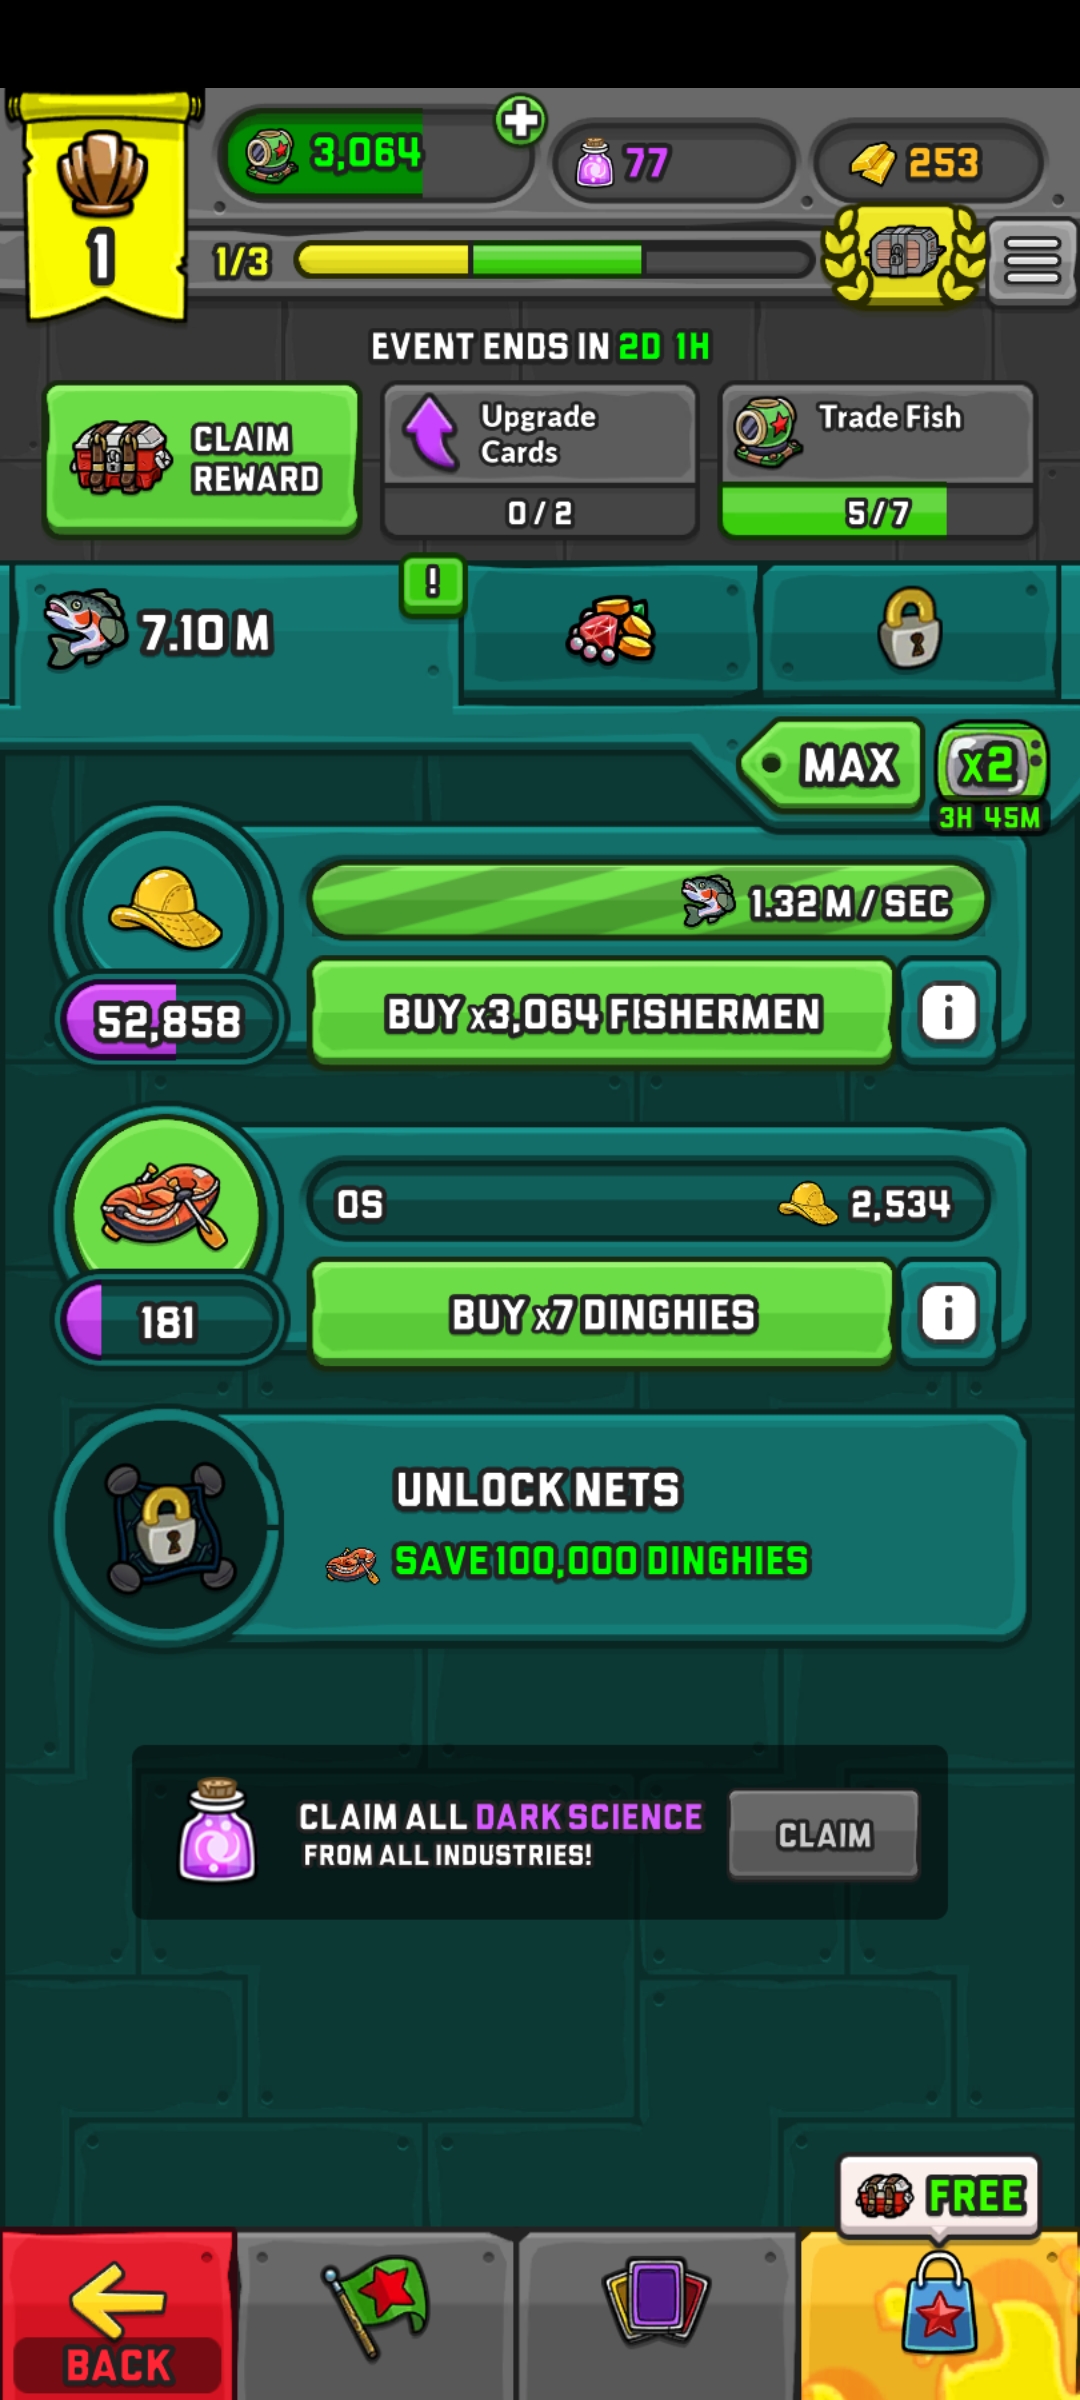 3,064
77
253
1
1/3
EVENT ENDS IN 2D 1H
CLAIM
REWARD
Upgrade
Cards
0/2
Trade Fish
5/7
!
7.10 M
MAX
x2
3H 45M
1.32 M / SEC
52,858
BUY x3,064 FISHERMEN
i
0S
2,534
181
BUY x7 DINGHIES
i
UNLOCK NETS
SAVE 100,000 DINGHIES
CLAIM ALL DARK SCIENCE
FROM ALL INDUSTRIES!
CLAIM
FREE
BACK